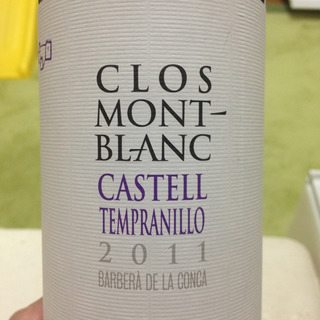 CLOS
MONT-
BLANC
CASTELL
TEMPRANILLO
2011
BARBERÀ DE LA CONCA